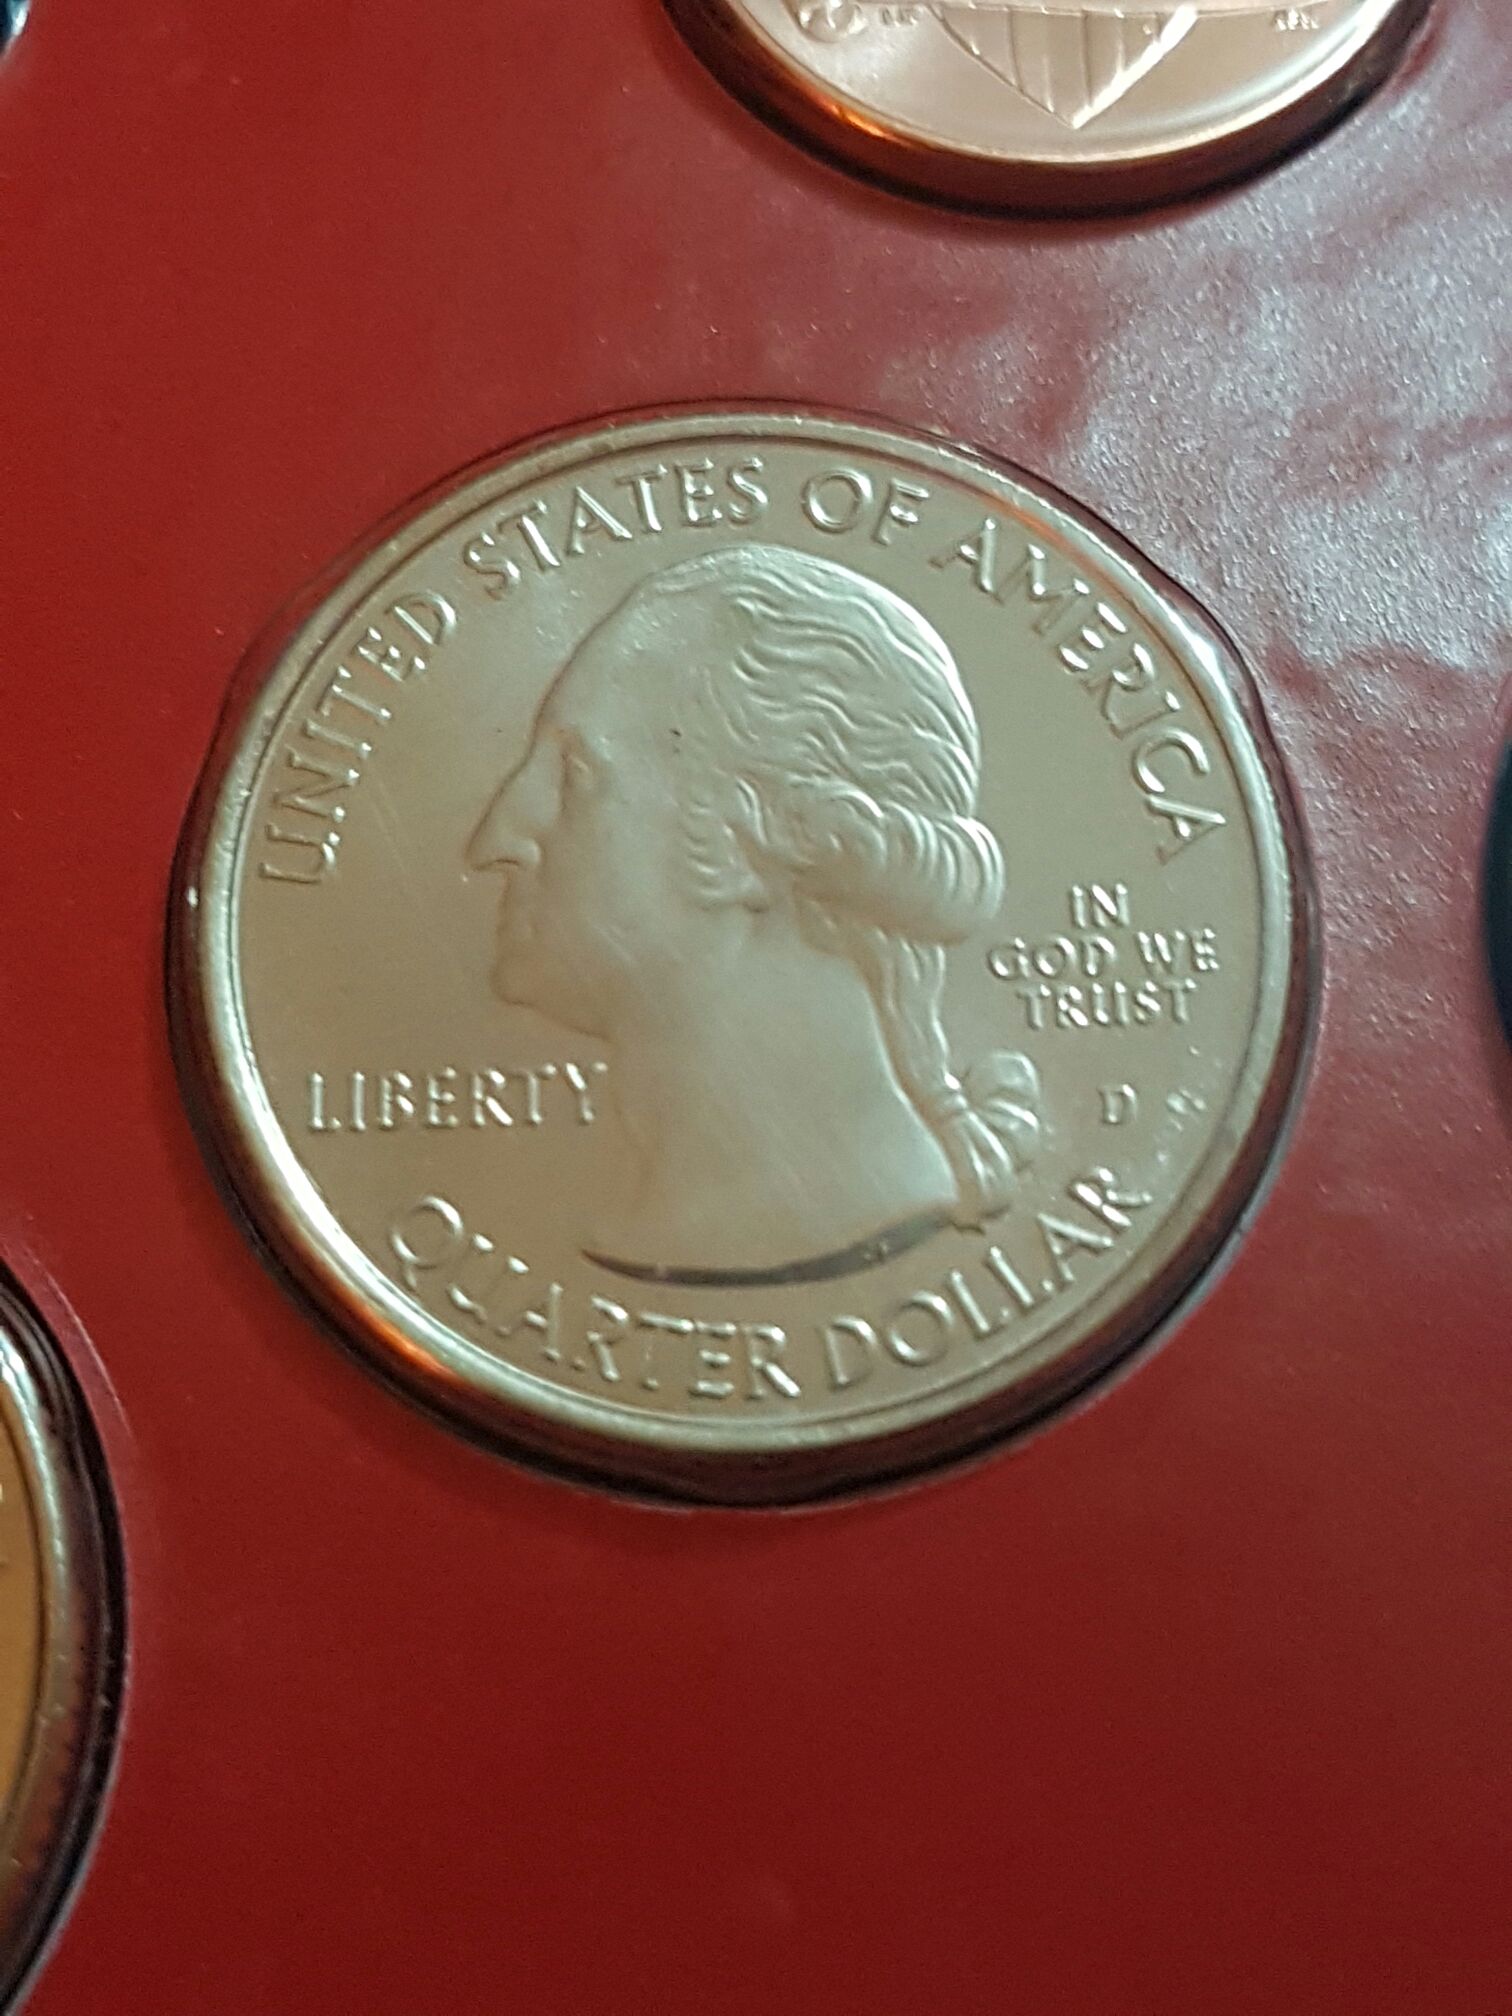 UNITED STATES OF AMERICA
IN
GOD WE
TRUST
LIBERTY
D
QUARTER DOLLAR